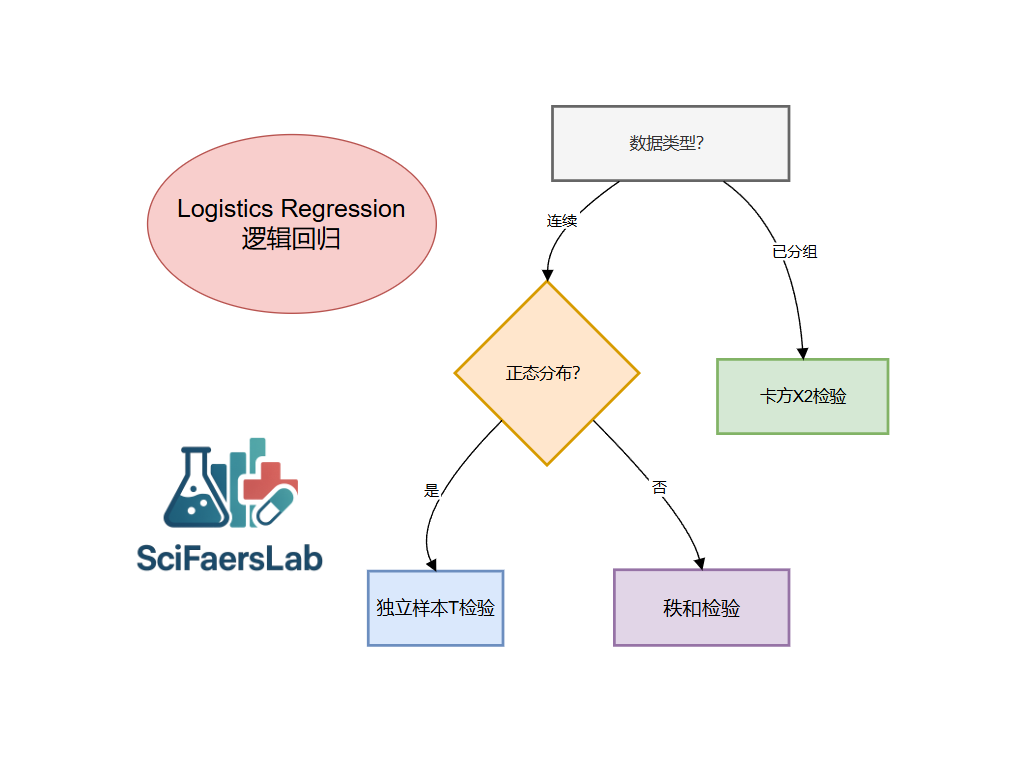 Logistics Regression
逻辑回归
数据类型?
连续
已分组
正态分布?
卡方X2检验
是
否
独立样本T检验
秩和检验
SciFaersLab